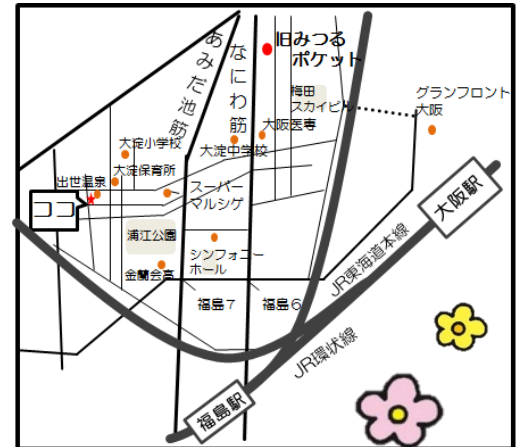 あみだ池筋
なにわ筋
旧みつる
ポケット
梅田
スカイビル
グランフロント
大阪
大淀小学校
大淀中学校
大阪医専
大淀保育所
出世温泉
スーパー
マルシゲ
ココ
浦江公園
シンフォニー
ホール
金蘭会高
福島7
福島6
大阪駅
JR東海道本線
JR環状線
福島駅